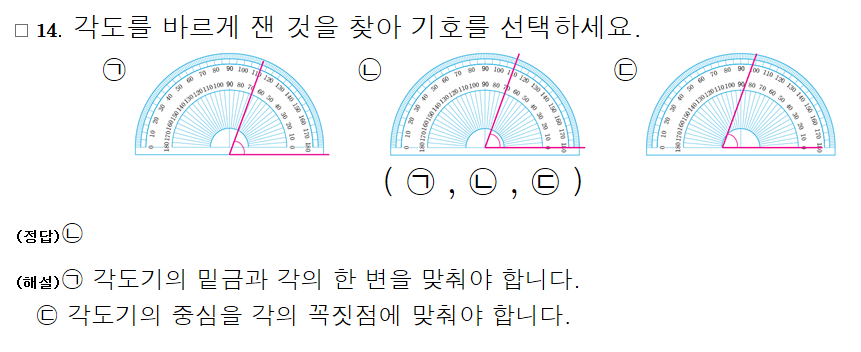 □ 14. 각도를 바르게 잰 것을 찾아 기호를 선택하세요.
㉠ ㉡ ㉢
( ㉠ , ㉡ , ㉢ )
(정답)㉡
(해설)㉠ 각도기의 밑금과 각의 한 변을 맞춰야 합니다.
㉢ 각도기의 중심을 각의 꼭짓점에 맞춰야 합니다.